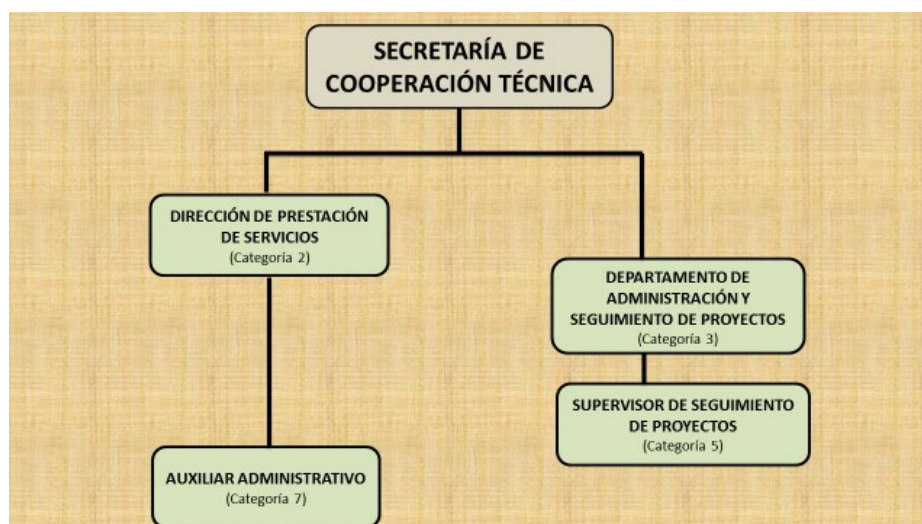 SECRETARÍA DE
COOPERACIÓN TÉCNICA
DIRECCIÓN DE PRESTACIÓN
DE SERVICIOS
(Categoría 2)
DEPARTAMENTO DE
ADMINISTRACIÓN Y
SEGUIMIENTO DE PROYECTOS
(Categoría 3)
SUPERVISOR DE SEGUIMIENTO
DE PROYECTOS
(Categoría 5)
AUXILIAR ADMINISTRATIVO
(Categoría 7)